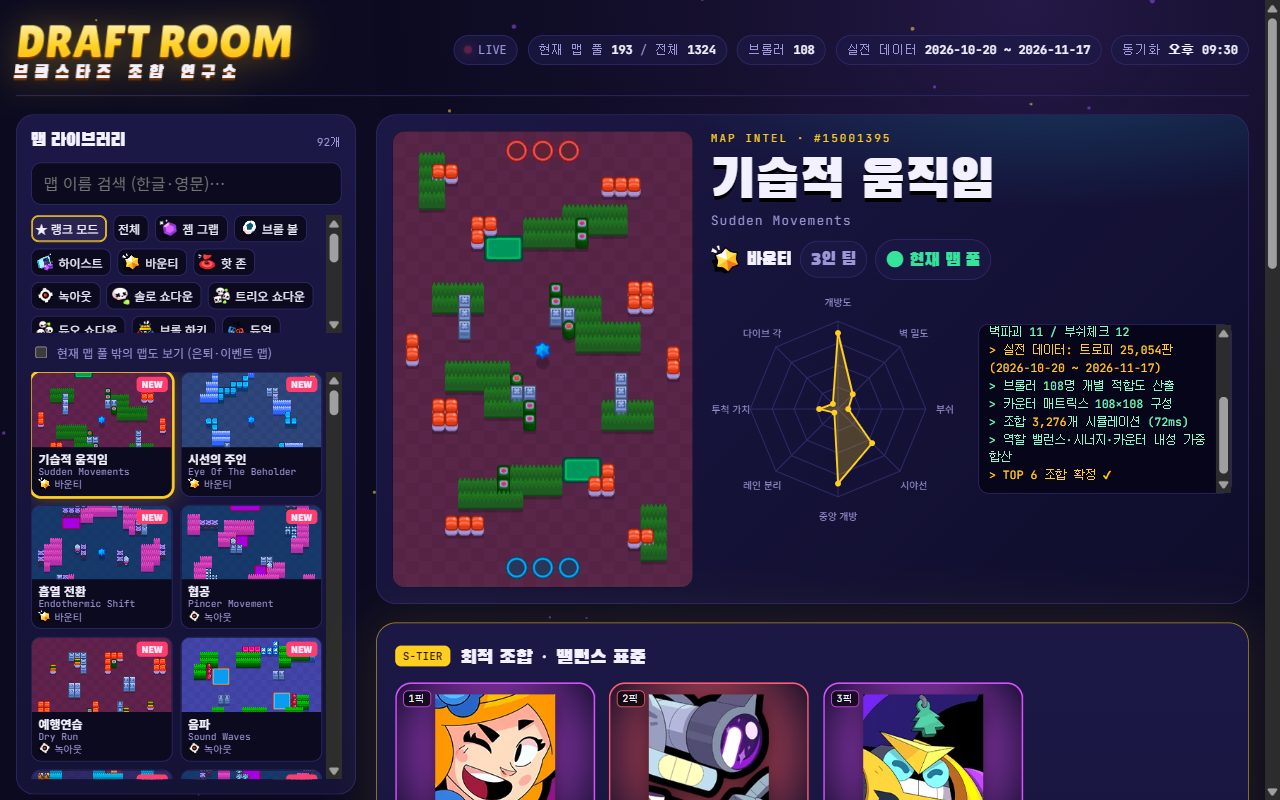 DRAFT ROOM
브롤스타즈 조합 연구소
LIVE
현재 맵 풀 193 / 전체 1324
브롤러 108
실전 데이터 2026-10-20 ~ 2026-11-17
동기화 오후 09:30
맵 라이브러리
92개
맵 이름 검색 (한글·영문)…
★ 랭크 모드
전체
젬 그랩
브롤 볼
하이스트
바운티
핫 존
녹아웃
솔로 쇼다운
트리오 쇼다운
듀오 쇼다운
브롤 하키
듀얼
현재 맵 풀 밖의 맵도 보기 (은퇴·이벤트 맵)
NEW
기습적 움직임
Sudden Movements
바운티
NEW
시선의 주인
Eye Of The Beholder
바운티
NEW
흡열 전환
Endothermic Shift
바운티
NEW
협공
Pincer Movement
녹아웃
NEW
예행연습
Dry Run
녹아웃
NEW
음파
Sound Waves
녹아웃
NEW
NEW
MAP INTEL · #15001395
기습적 움직임
Sudden Movements
바운티
3인 팀
현재 맵 풀
개방도
벽 밀도
부쉬
시야선
중앙 개방
레인 분리
투척 가치
다이브 각
벽파괴 11 / 부쉬체크 12
> 실전 데이터: 트로피 25,054판
(2026-10-20 ~ 2026-11-17)
> 브롤러 108명 개별 적합도 산출
> 카운터 매트릭스 108×108 구성
> 조합 3,276개 시뮬레이션 (72ms)
> 역할 밸런스·시너지·카운터 내성 가중
합산
> TOP 6 조합 확정 ✓
S-TIER
최적 조합 · 밸런스 표준
1픽
2픽
3픽